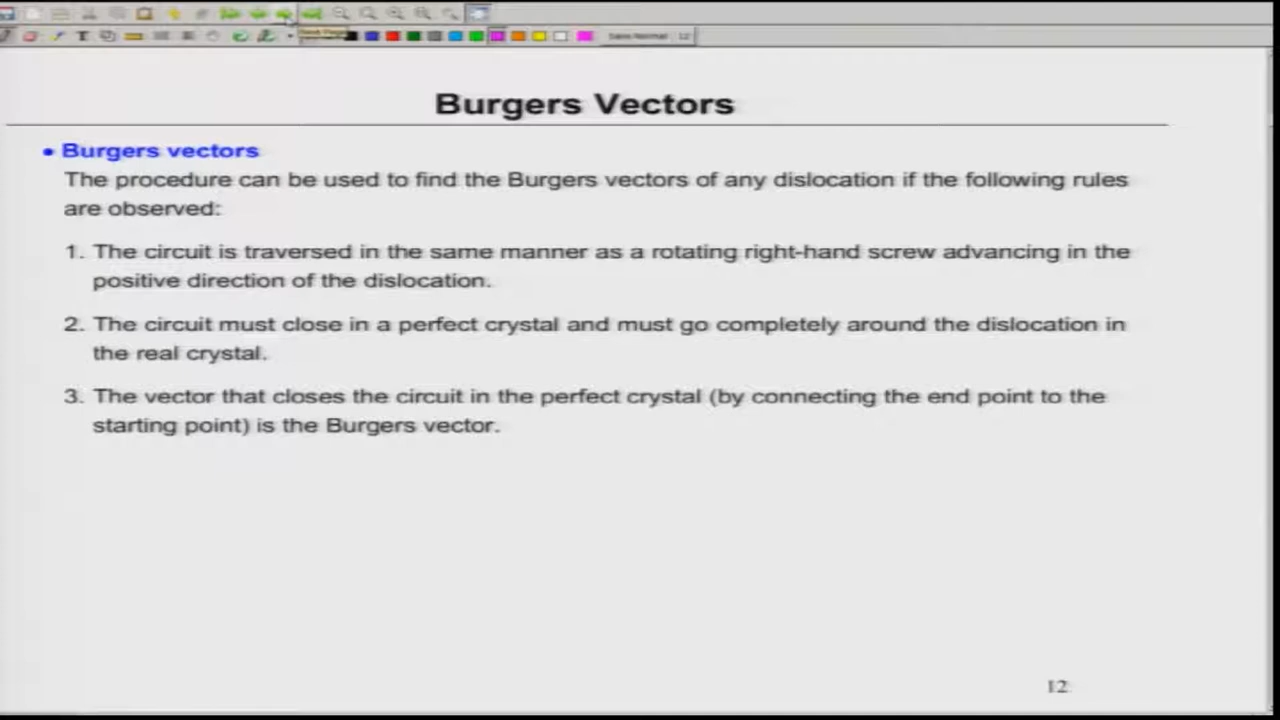 Burgers Vectors
• Burgers vectors
The procedure can be used to find the Burgers vectors of any dislocation if the following rules
are observed:
1. The circuit is traversed in the same manner as a rotating right-hand screw advancing in the
positive direction of the dislocation.
2. The circuit must close in a perfect crystal and must go completely around the dislocation in
the real crystal.
3. The vector that closes the circuit in the perfect crystal (by connecting the end point to the
starting point) is the Burgers vector.
12